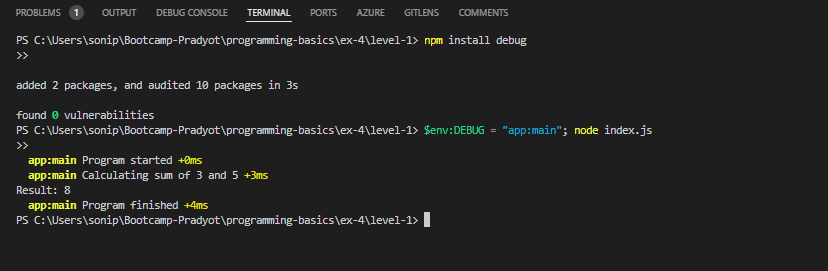 PROBLEMS 1 OUTPUT DEBUG CONSOLE TERMINAL PORTS AZURE GITLENS COMMENTS
PS C:\Users\sonip\Bootcamp-Pradyot\programming-basics\ex-4\level-1> npm install debug
>>
added 2 packages, and audited 10 packages in 3s
found 0 vulnerabilities
PS C:\Users\sonip\Bootcamp-Pradyot\programming-basics\ex-4\level-1> $env:DEBUG = "app:main"; node index.js
>>
app:main Program started +0ms
app:main Calculating sum of 3 and 5 +3ms
Result: 8
app:main Program finished +4ms
PS C:\Users\sonip\Bootcamp-Pradyot\programming-basics\ex-4\level-1>